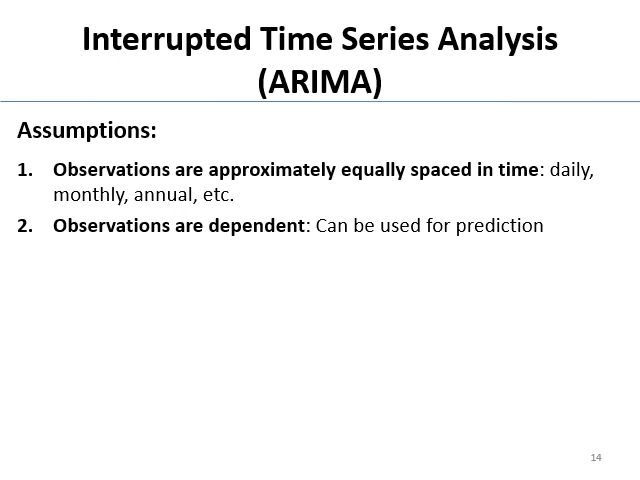 Interrupted Time Series Analysis
(ARIMA)
Assumptions:
1. Observations are approximately equally spaced in time: daily,
monthly, annual, etc.
2. Observations are dependent: Can be used for prediction
14